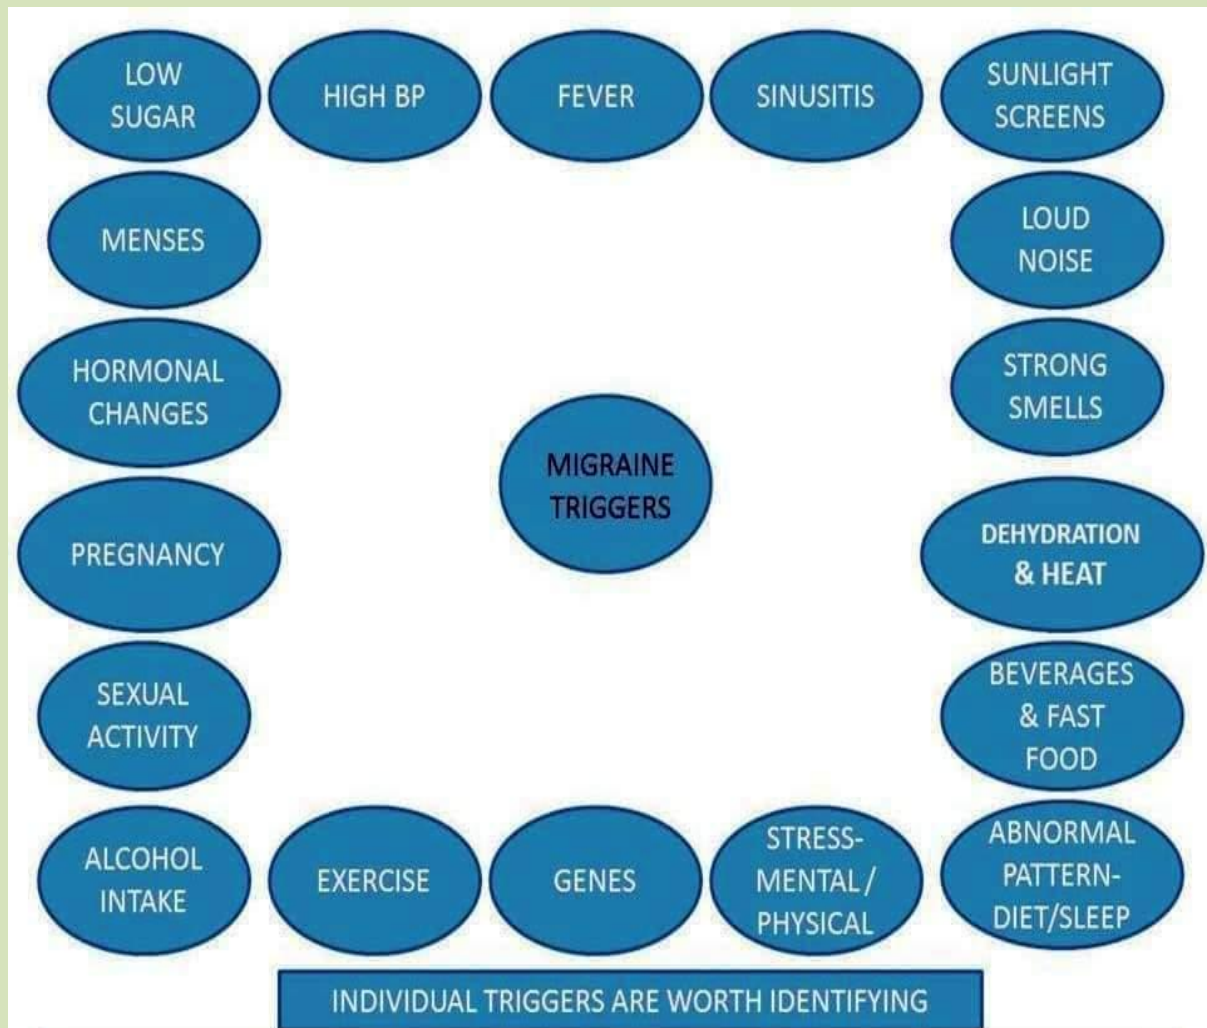 LOW
SUGAR
HIGH BP
FEVER
SINUSITIS
SUNLIGHT
SCREENS
MENSES
LOUD
NOISE
HORMONAL
CHANGES
STRONG
SMELLS
MIGRAINE
TRIGGERS
PREGNANCY
DEHYDRATION
& HEAT
SEXUAL
ACTIVITY
BEVERAGES
& FAST
FOOD
ALCOHOL
INTAKE
EXERCISE
GENES
STRESS-
MENTAL /
PHYSICAL
ABNORMAL
PATTERN-
DIET/SLEEP
INDIVIDUAL TRIGGERS ARE WORTH IDENTIFYING